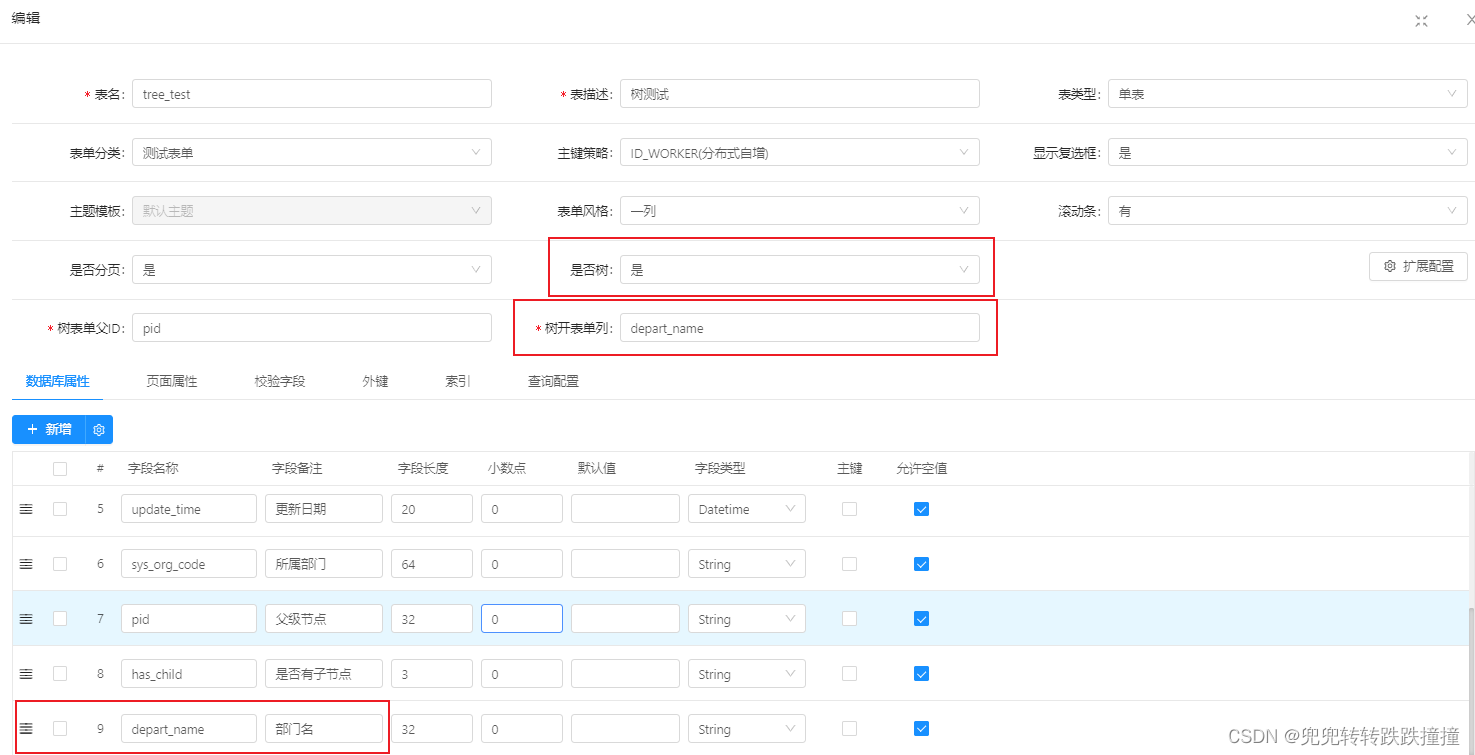 编辑
* 表名: tree_test * 表描述: 树测试 表类型: 单表
表单分类: 测试表单 主键策略: ID_WORKER(分布式自增) 显示复选框: 是
主题模板: 默认主题 表单风格: 一列 滚动条: 有
是否分页: 是 是否树: 是 扩展配置
* 树表单父ID: pid * 树开表单列: depart_name
数据库属性 页面属性 校验字段 外键 索引 查询配置
+ 新增
# 字段名称 字段备注 字段长度 小数点 默认值 字段类型 主键 允许空值
5 update_time 更新日期 20 0 Datetime
6 sys_org_code 所属部门 64 0 String
7 pid 父级节点 32 0 String
8 has_child 是否有子节点 3 0 String
9 depart_name 部门名 32 0 String
CSDN @兜兜转转跌跌撞撞